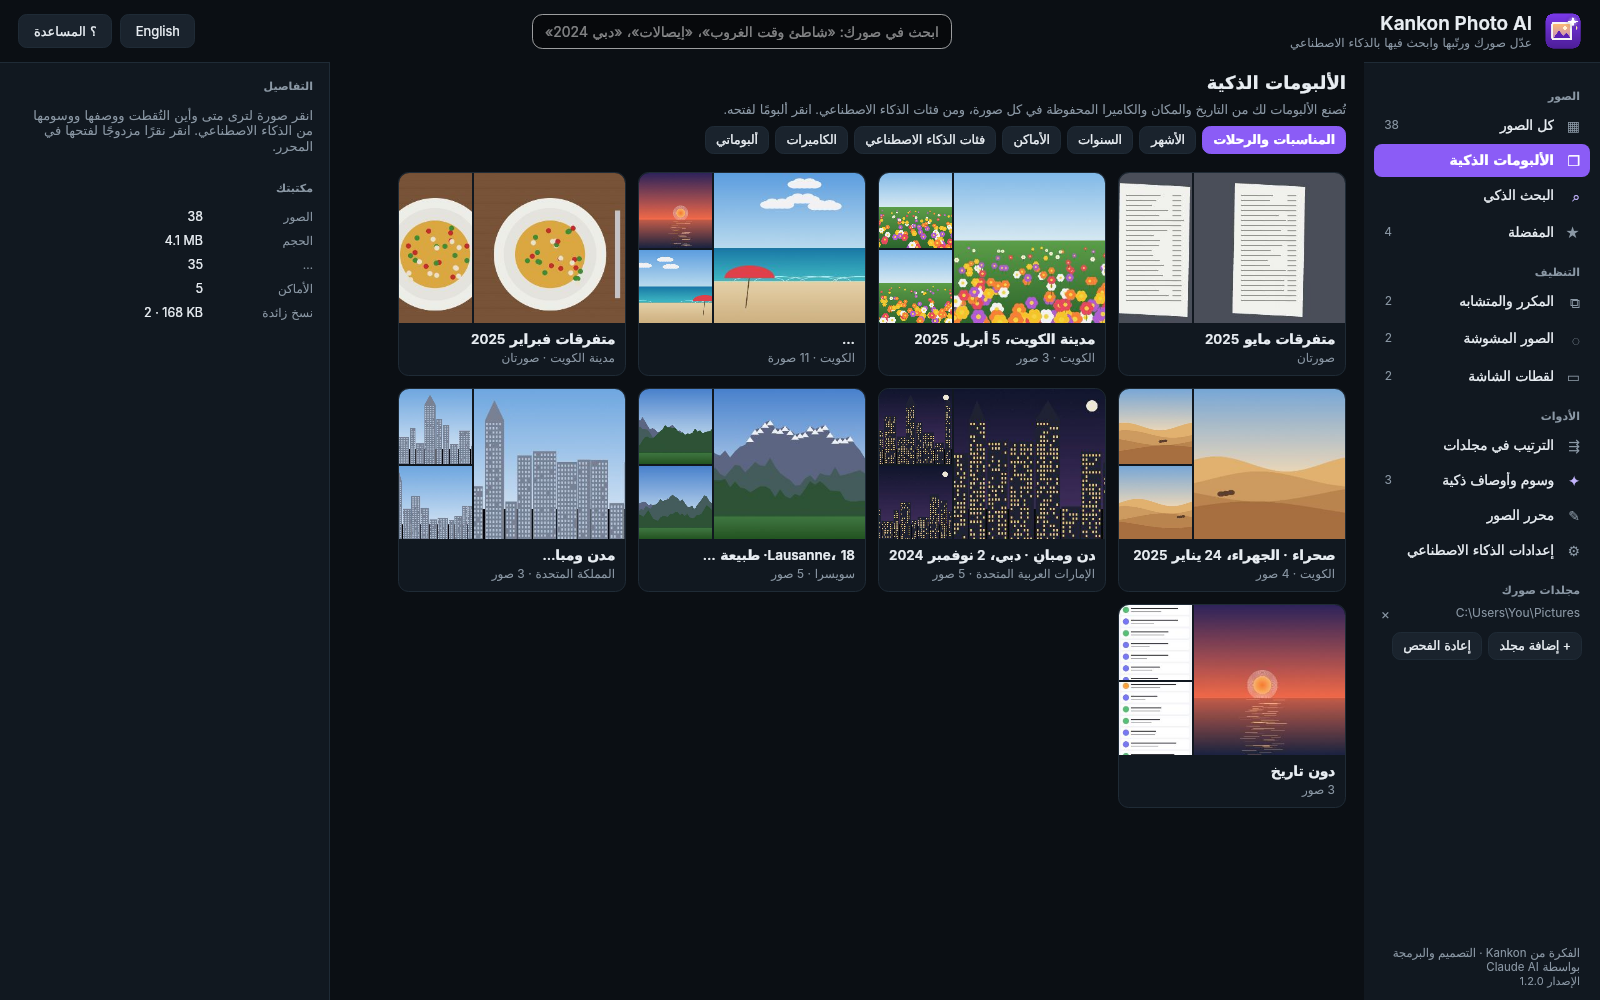 Kankon Photo AI
عدّل صورك ورتّبها وابحث فيها بالذكاء الاصطناعي
ابحث في صورك: «شاطئ وقت الغروب»، «إيصالات»، «دبي 2024»
English
؟ المساعدة
الصور
كل الصور 38
الألبومات الذكية
البحث الذكي
المفضلة 4
التنظيف
المكرر والمتشابه 2
الصور المشوشة 2
لقطات الشاشة 2
الأدوات
الترتيب في مجلدات
وسوم وأوصاف ذكية 3
محرر الصور
إعدادات الذكاء الاصطناعي
مجلدات صورك
C:\Users\You\Pictures ×
+ إضافة مجلد
إعادة الفحص
الفكرة من Kankon · التصميم والبرمجة
بواسطة Claude AI
الإصدار 1.2.0
الألبومات الذكية
تُصنع الألبومات لك من التاريخ والمكان والكاميرا المحفوظة في كل صورة، ومن فئات الذكاء الاصطناعي. انقر ألبومًا لفتحه.
المناسبات والرحلات
الأشهر
السنوات
الأماكن
فئات الذكاء الاصطناعي
الكاميرات
ألبوماتي
متفرقات مايو 2025
صورتان
مدينة الكويت، 5 أبريل 2025
الكويت · 3 صور
...
الكويت · 11 صورة
متفرقات فبراير 2025
مدينة الكويت · صورتان
صحراء · الجهراء، 24 يناير 2025
الكويت · 4 صور
دن ومبانٍ · دبي، 2 نوفمبر 2024
الإمارات العربية المتحدة · 5 صور
طبيعة ·Lausanne، 18 ...
سويسرا · 5 صور
مدن ومبا...
المملكة المتحدة · 3 صور
دون تاريخ
3 صور
التفاصيل
انقر صورة لترى متى وأين التُقطت ووصفها ووسومها
من الذكاء الاصطناعي. انقر نقرًا مزدوجًا لفتحها في
المحرر.
مكتبتك
الصور 38
الحجم 4.1 MB
... 35
الأماكن 5
نسخ زائدة 2 · 168 KB